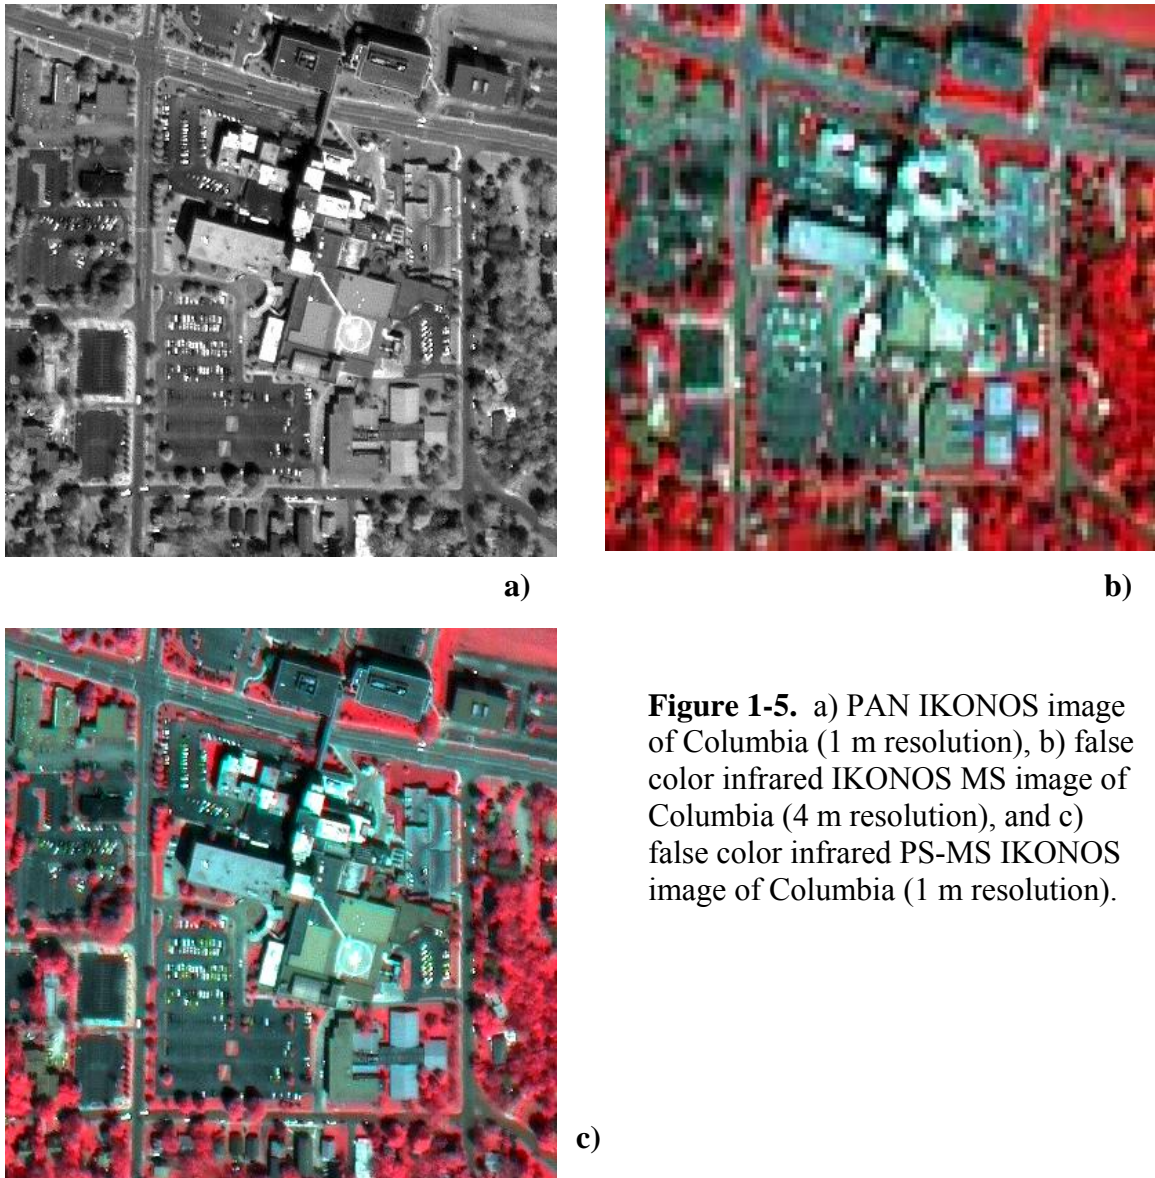 a)
b)
c)
Figure 1-5. a) PAN IKONOS image
of Columbia (1 m resolution), b) false
color infrared IKONOS MS image of
Columbia (4 m resolution), and c)
false color infrared PS-MS IKONOS
image of Columbia (1 m resolution).